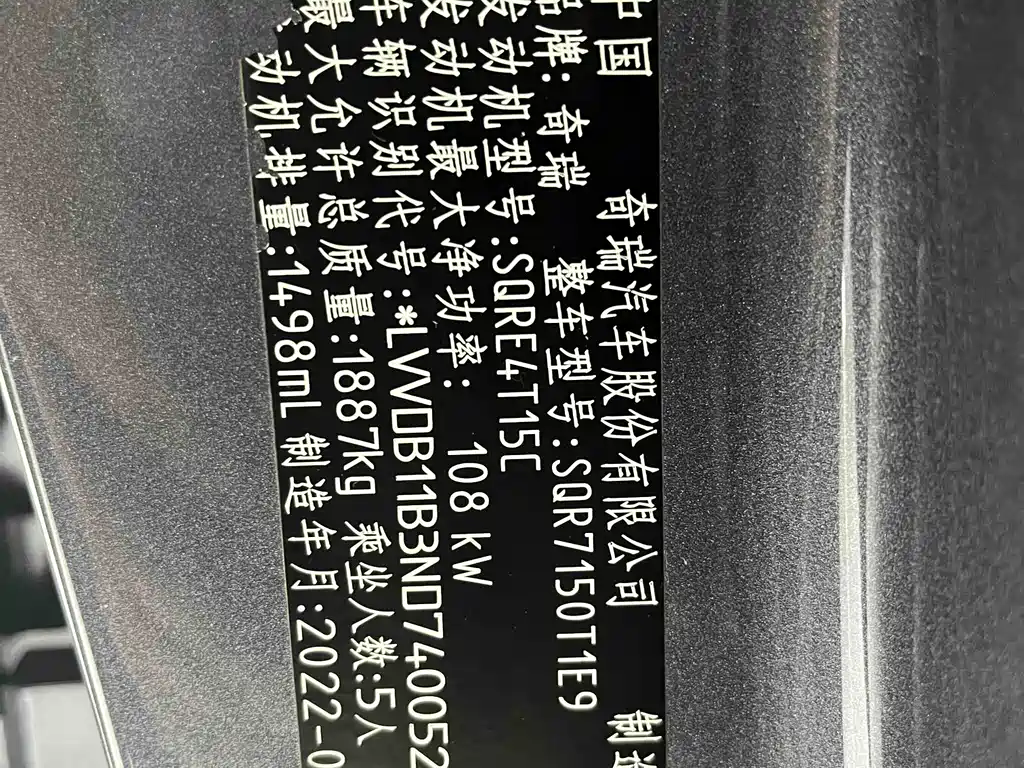 中国 奇瑞汽车股份有限公司 制造
品牌: 奇瑞 整车型号:SQR7150T1E9
发动机型号:SQRE4T15C
发动机最大净功率: 108 kW
车辆识别代号:*LVVDB11B3ND740052
最大允许总质量:1887kg 乘坐人数:5人
动机排量:1498mL 制造年月:2022-0